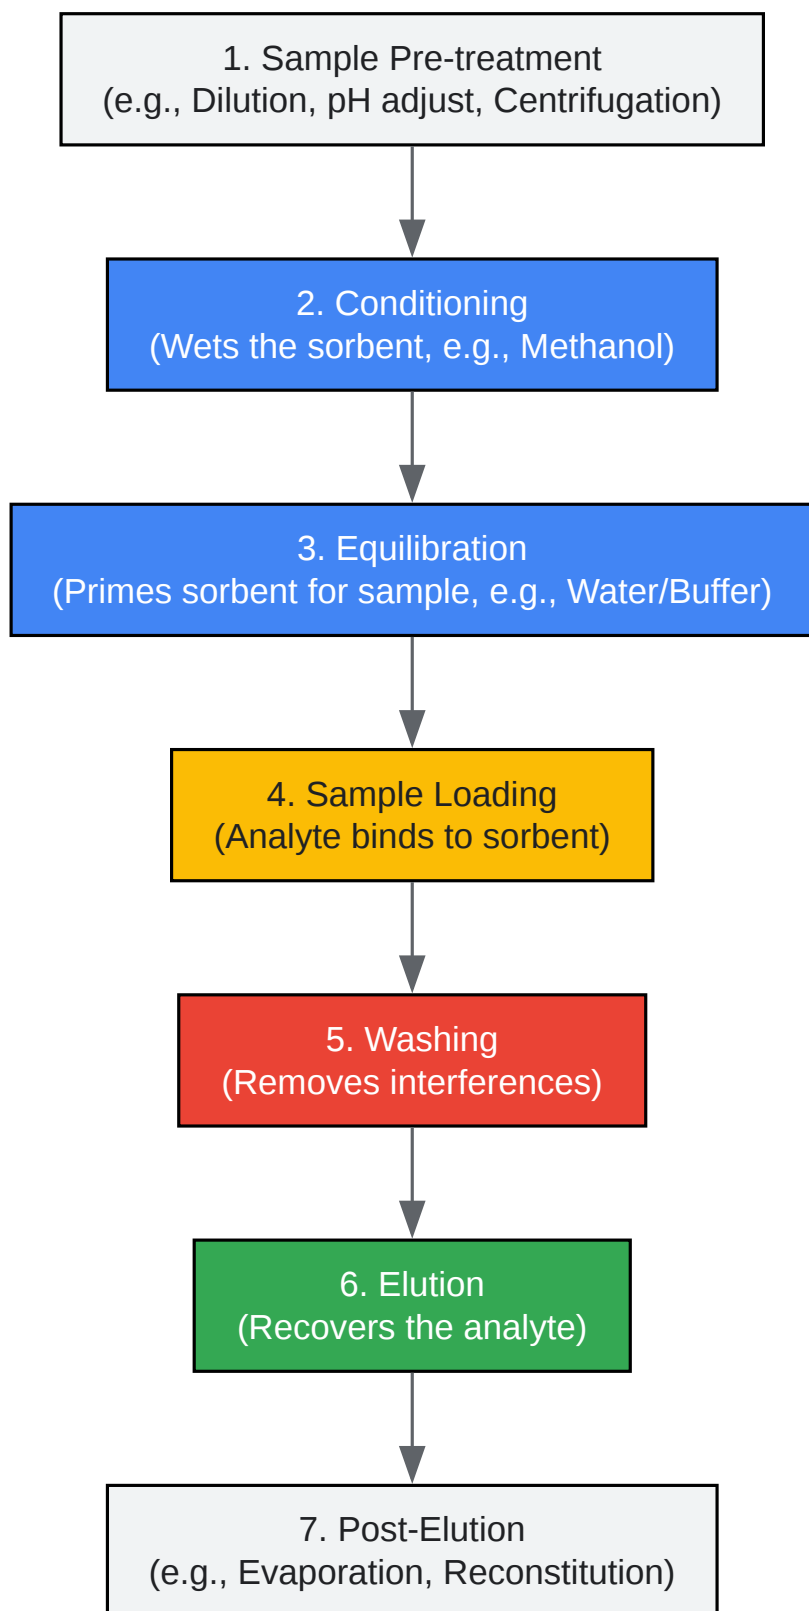 1. Sample Pre-treatment
(e.g., Dilution, pH adjust, Centrifugation)
2. Conditioning
(Wets the sorbent, e.g., Methanol)
3. Equilibration
(Primes sorbent for sample, e.g., Water/Buffer)
4. Sample Loading
(Analyte binds to sorbent)
5. Washing
(Removes interferences)
6. Elution
(Recovers the analyte)
7. Post-Elution
(e.g., Evaporation, Reconstitution)